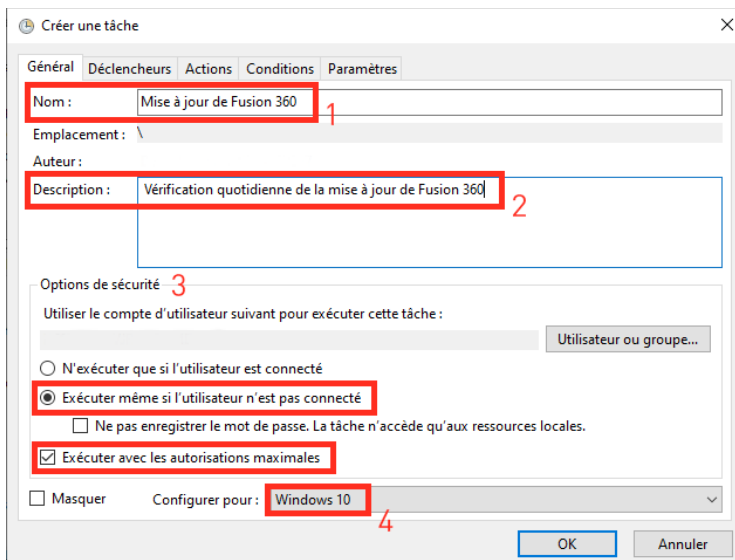 Créer une tâche
Général Déclencheurs Actions Conditions Paramètres
Nom : Mise à jour de Fusion 360
1
Emplacement : \
Auteur :
Description : Vérification quotidienne de la mise à jour de Fusion 360
2
Options de sécurité 3
Utiliser le compte d'utilisateur suivant pour exécuter cette tâche :
Utilisateur ou groupe...
N'exécuter que si l'utilisateur est connecté
Exécuter même si l'utilisateur n'est pas connecté
Ne pas enregistrer le mot de passe. La tâche n'accède qu'aux ressources locales.
Exécuter avec les autorisations maximales
Masquer Configurer pour : Windows 10
4
OK Annuler